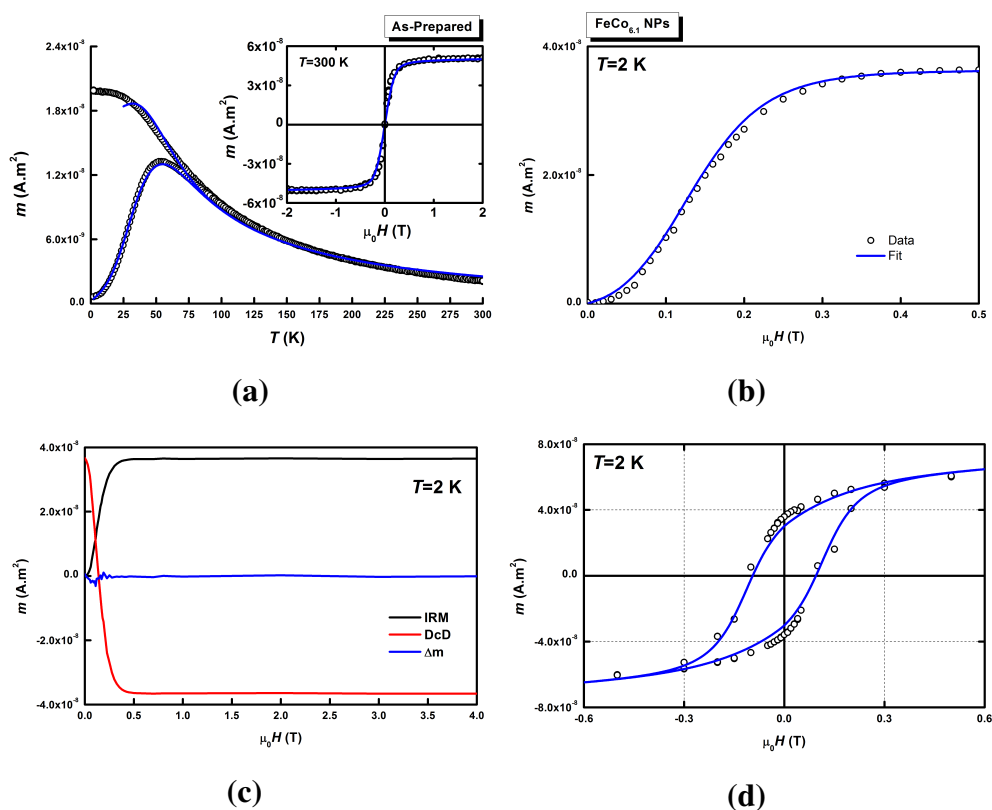 As-Prepared
2.4x10⁻⁸
1.8x10⁻⁸
1.2x10⁻⁸
6.0x10⁻⁹
0.0
m (A.m²)
0 25 50 75 100 125 150 175 200 225 250 275 300
T (K)
T=300 K
6x10⁻⁸
3x10⁻⁸
0
-3x10⁻⁸
-6x10⁻⁸
m (A.m²)
-2 -1 0 1 2
μ₀H (T)
(a)
FeCo₆.₁ NPs
T=2 K
4.0x10⁻⁸
2.0x10⁻⁸
0.0
m (A.m²)
Data
Fit
0.0 0.1 0.2 0.3 0.4 0.5
μ₀H (T)
(b)
T=2 K
4.0x10⁻⁸
2.0x10⁻⁸
0.0
-2.0x10⁻⁸
-4.0x10⁻⁸
m (A.m²)
IRM
DcD
Δm
0.0 0.5 1.0 1.5 2.0 2.5 3.0 3.5 4.0
μ₀H (T)
(c)
T=2 K
8.0x10⁻⁸
4.0x10⁻⁸
0.0
-4.0x10⁻⁸
-8.0x10⁻⁸
m (A.m²)
-0.6 -0.3 0.0 0.3 0.6
μ₀H (T)
(d)